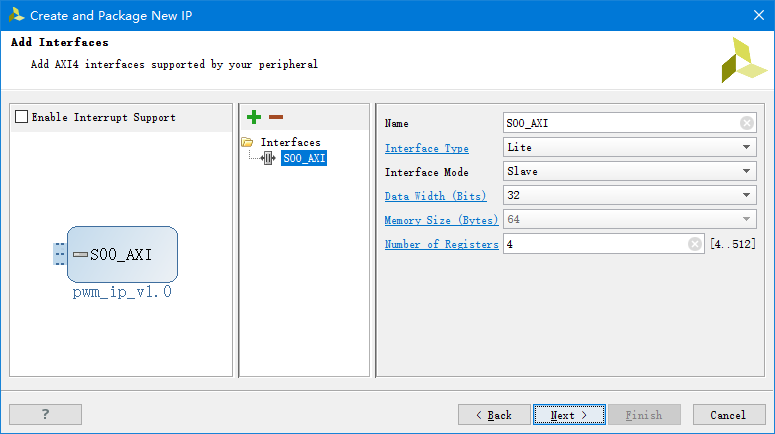 Create and Package New IP
Add Interfaces
Add AXI4 interfaces supported by your peripheral
Enable Interrupt Support
S00_AXI
pwm_ip_v1.0
Interfaces
S00_AXI
Name S00_AXI
Interface Type Lite
Interface Mode Slave
Data Width (Bits) 32
Memory Size (Bytes) 64
Number of Registers 4 [4..512]
? < Back Next > Finish Cancel